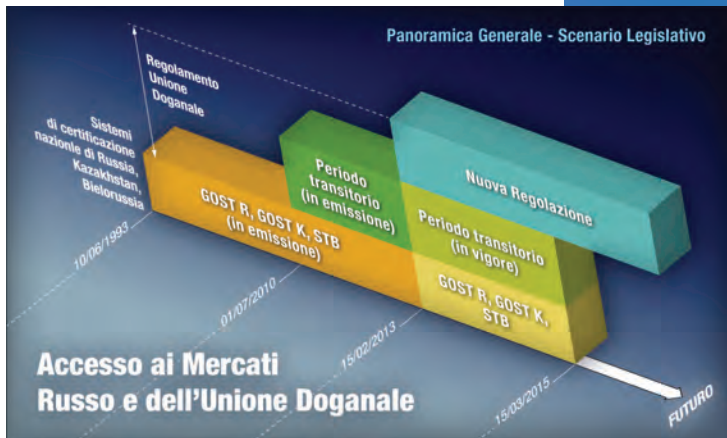 Panoramica Generale - Scenario Legislativo
Regolamento
Unione
Doganale
Sistemi
di certificazione
nazionle di Russia,
Kazakhstan,
Bielorussia
GOST R, GOST K, STB
(in emissione)
Periodo
transitorio
(in emissione)
Nuova Regolazione
Periodo transitorio
(in vigore)
GOST R, GOST K,
STB
10/06/1993
01/07/2010
15/02/2013
15/03/2015
FUTURO
Accesso ai Mercati
Russo e dell'Unione Doganale